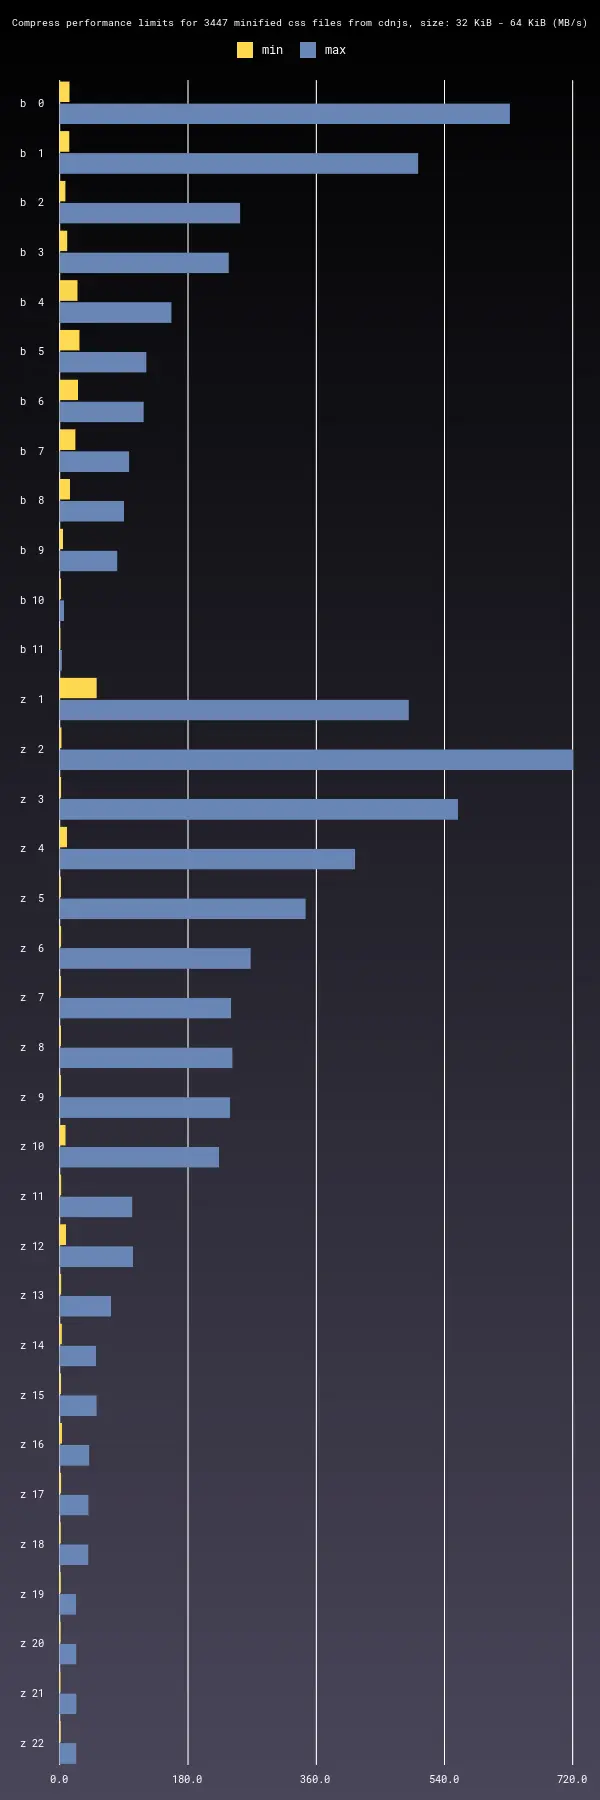 Compress performance limits for 3447 minified css files from cdnjs, size: 32 KiB - 64 KiB (MB/s)
min max
b 0
b 1
b 2
b 3
b 4
b 5
b 6
b 7
b 8
b 9
b 10
b 11
z 1
z 2
z 3
z 4
z 5
z 6
z 7
z 8
z 9
z 10
z 11
z 12
z 13
z 14
z 15
z 16
z 17
z 18
z 19
z 20
z 21
z 22
0.0 180.0 360.0 540.0 720.0